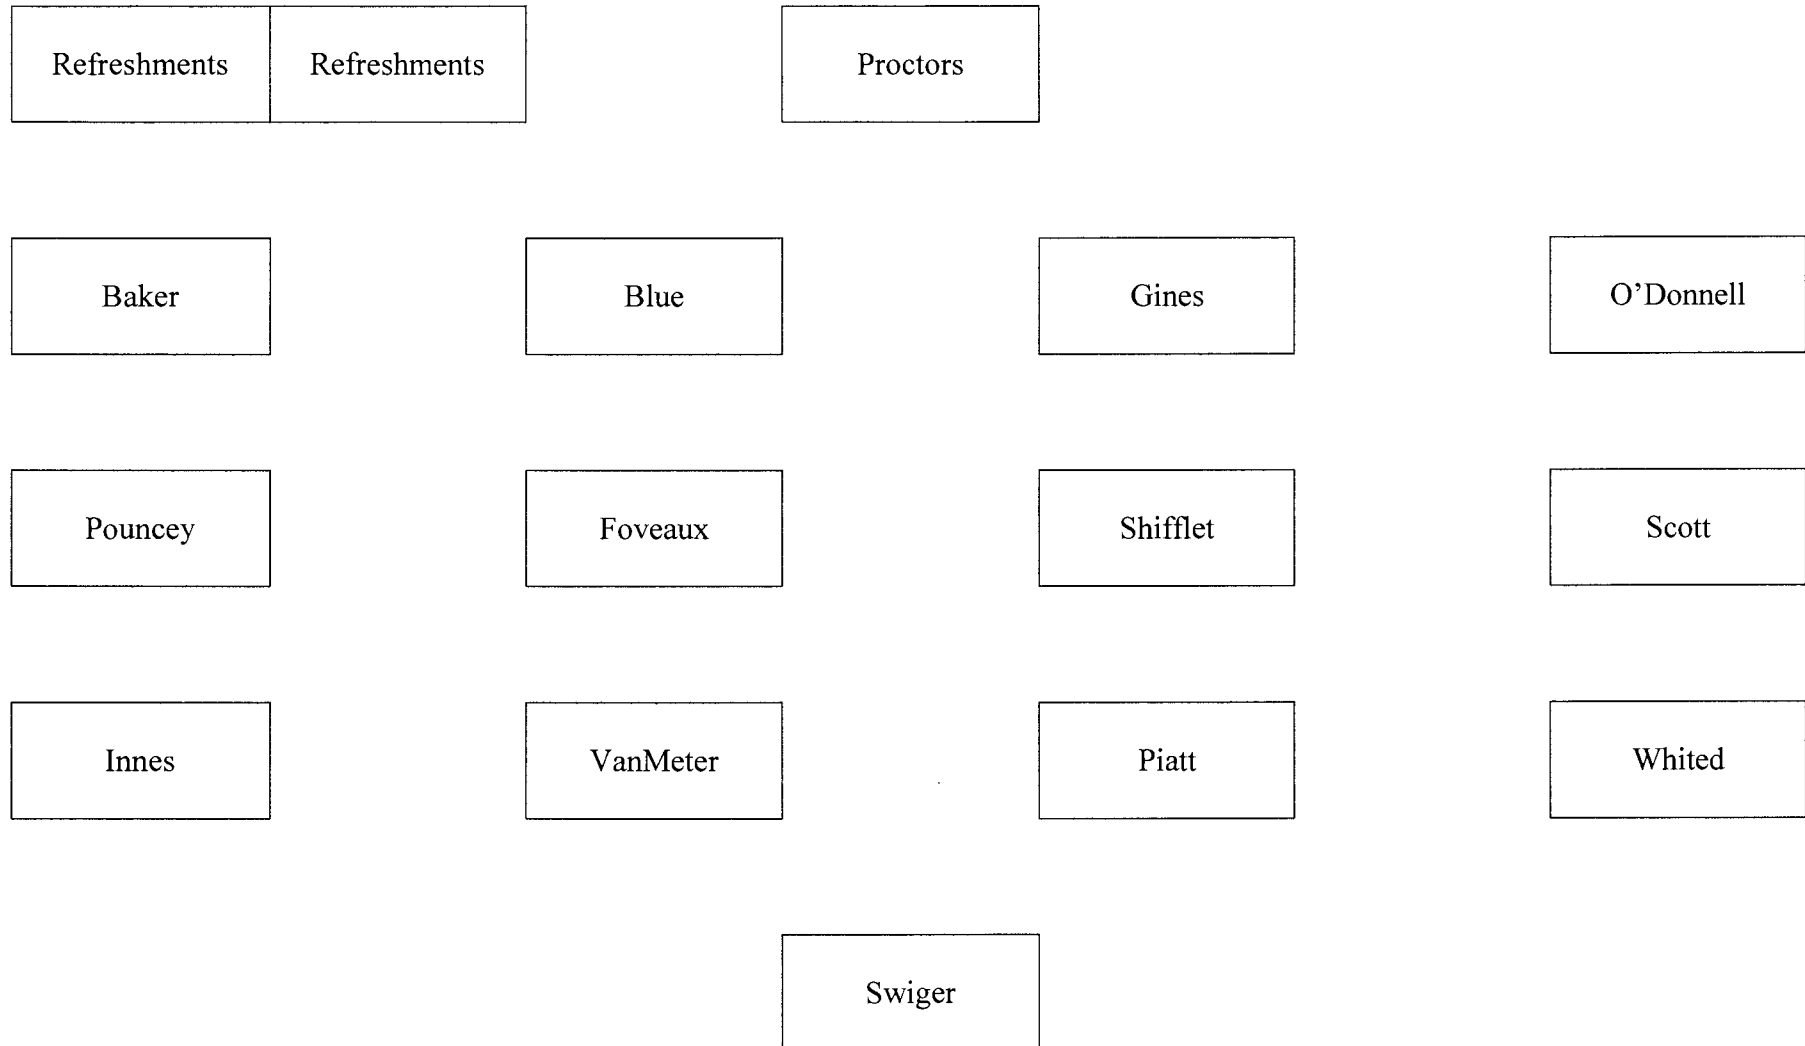 Refreshments Refreshments Proctors
Baker Blue Gines O’Donnell
Pouncey Foveaux Shifflet Scott
Innes VanMeter Piatt Whited
Swiger